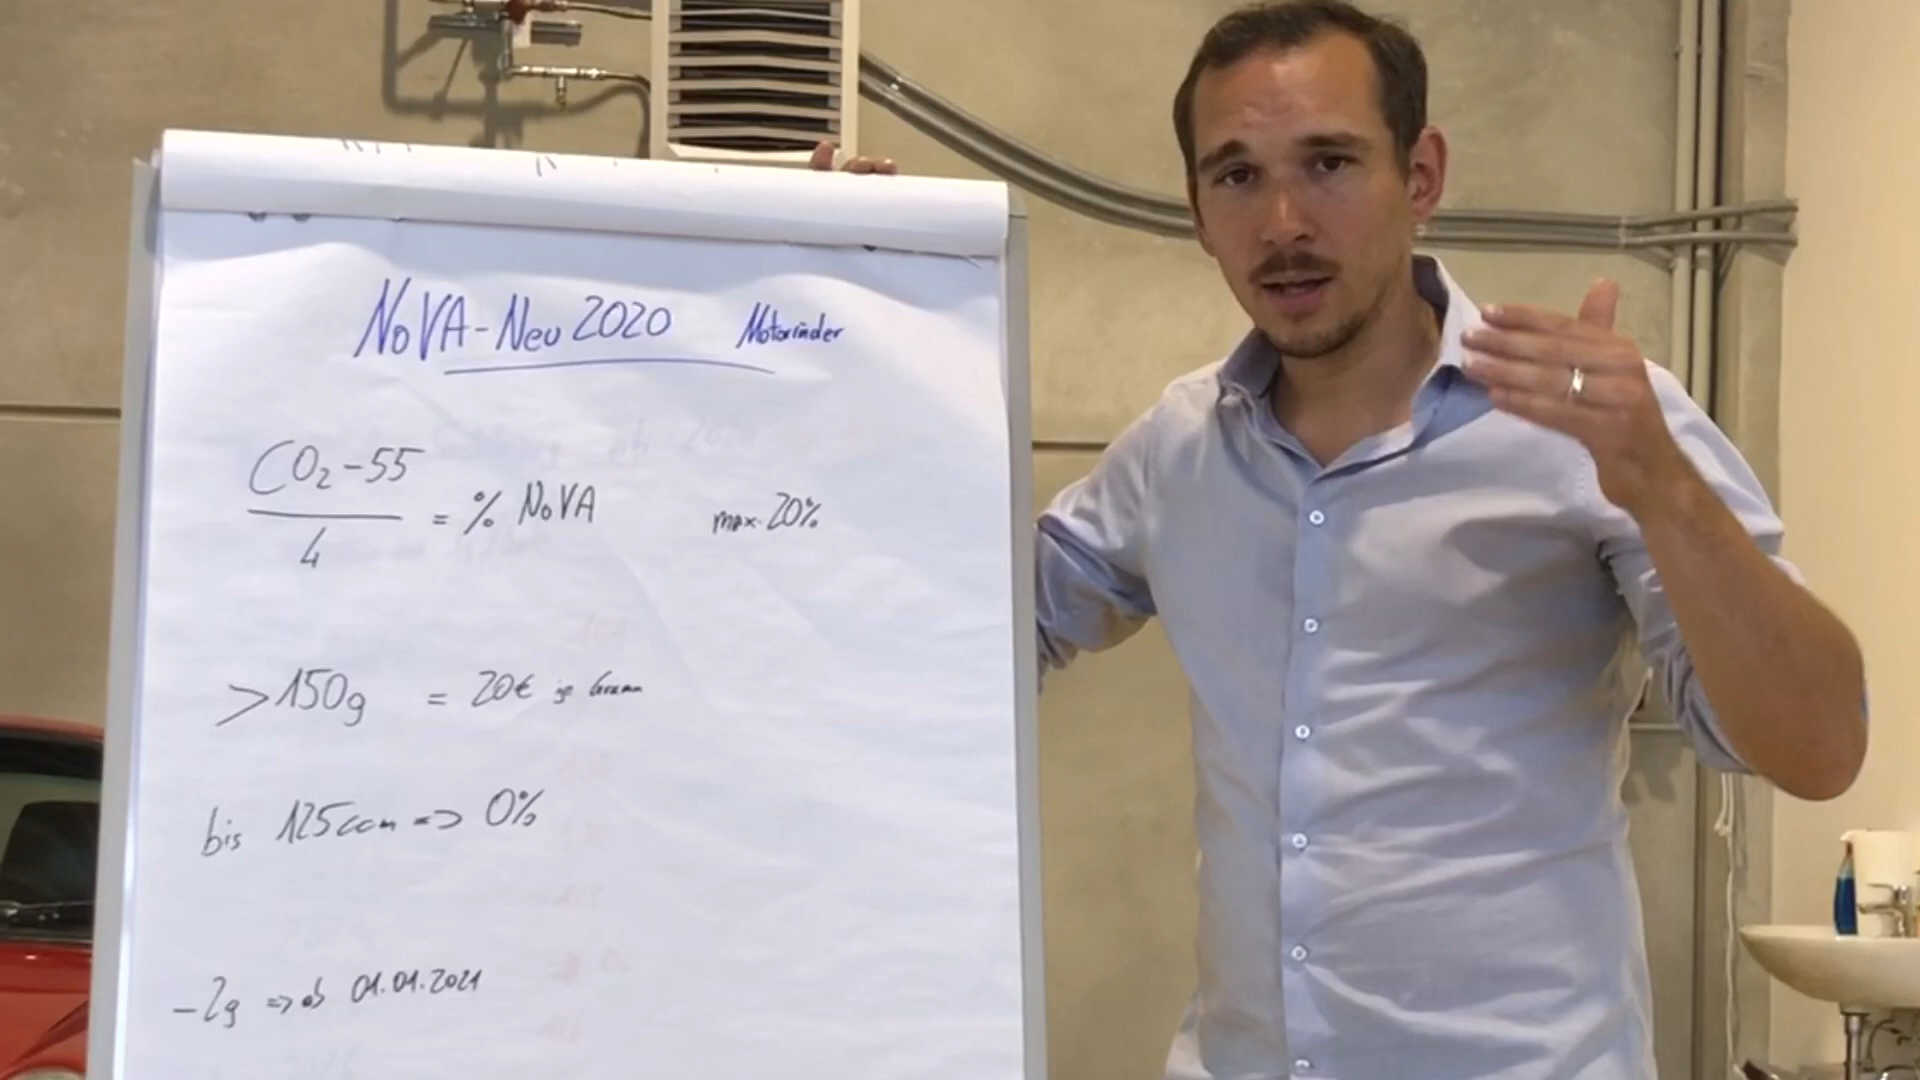 NoVA-Neu 2020 Motorräder
CO₂-55
4
= % NoVA max. 20%
>150g = 20€ je Gramm
bis 125ccm => 0%
-2g => ab 01.01.2021